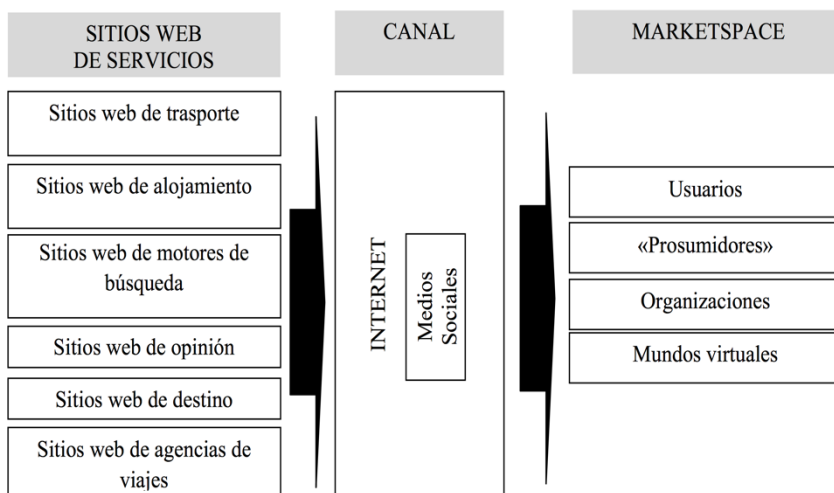 SITIOS WEB
DE SERVICIOS
Sitios web de trasporte
Sitios web de alojamiento
Sitios web de motores de
búsqueda
Sitios web de opinión
Sitios web de destino
Sitios web de agencias de
viajes
CANAL
INTERNET
Medios
Sociales
MARKETSPACE
Usuarios
«Prosumidores»
Organizaciones
Mundos virtuales